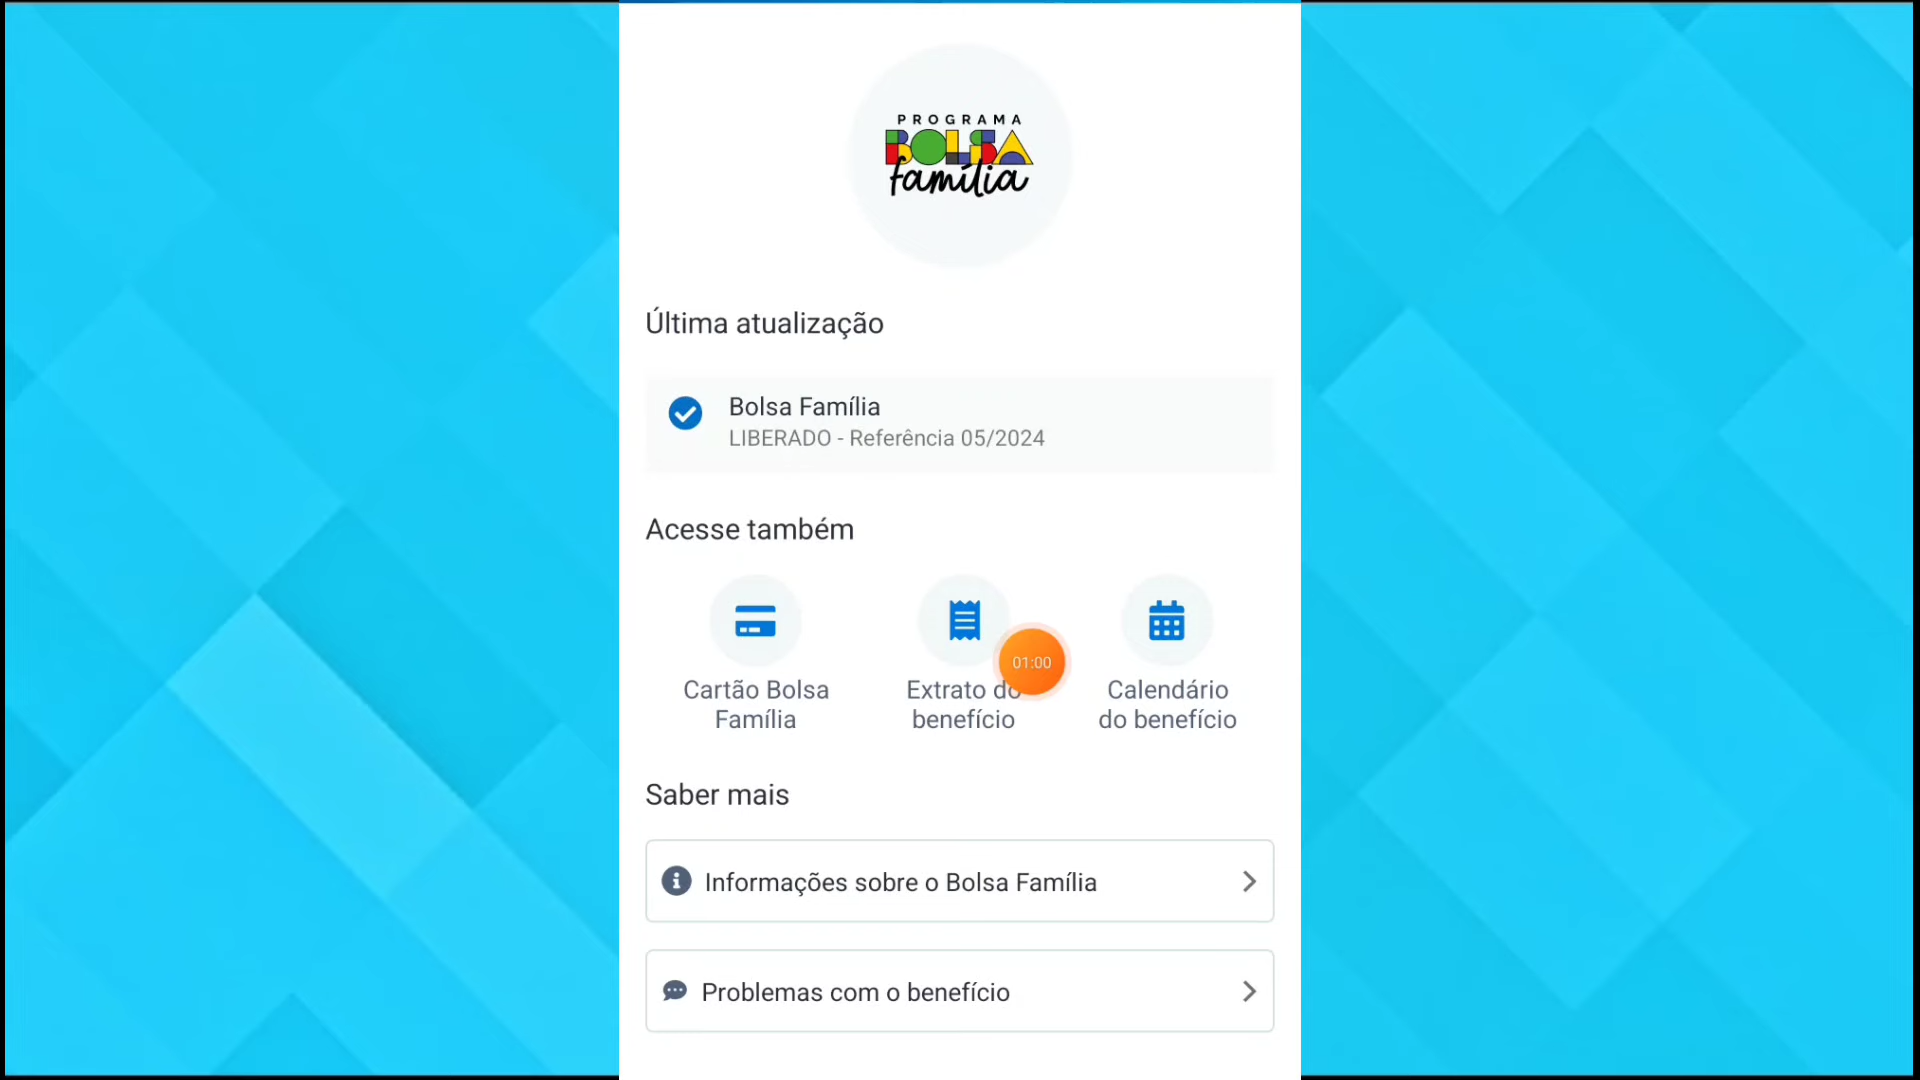 PROGRAMA
BOLSA
família
Última atualização
Bolsa Família
LIBERADO - Referência 05/2024
Acesse também
Cartão Bolsa
Família
Extrato do
benefício
01:00
Calendário
do benefício
Saber mais
Informações sobre o Bolsa Família
Problemas com o benefício